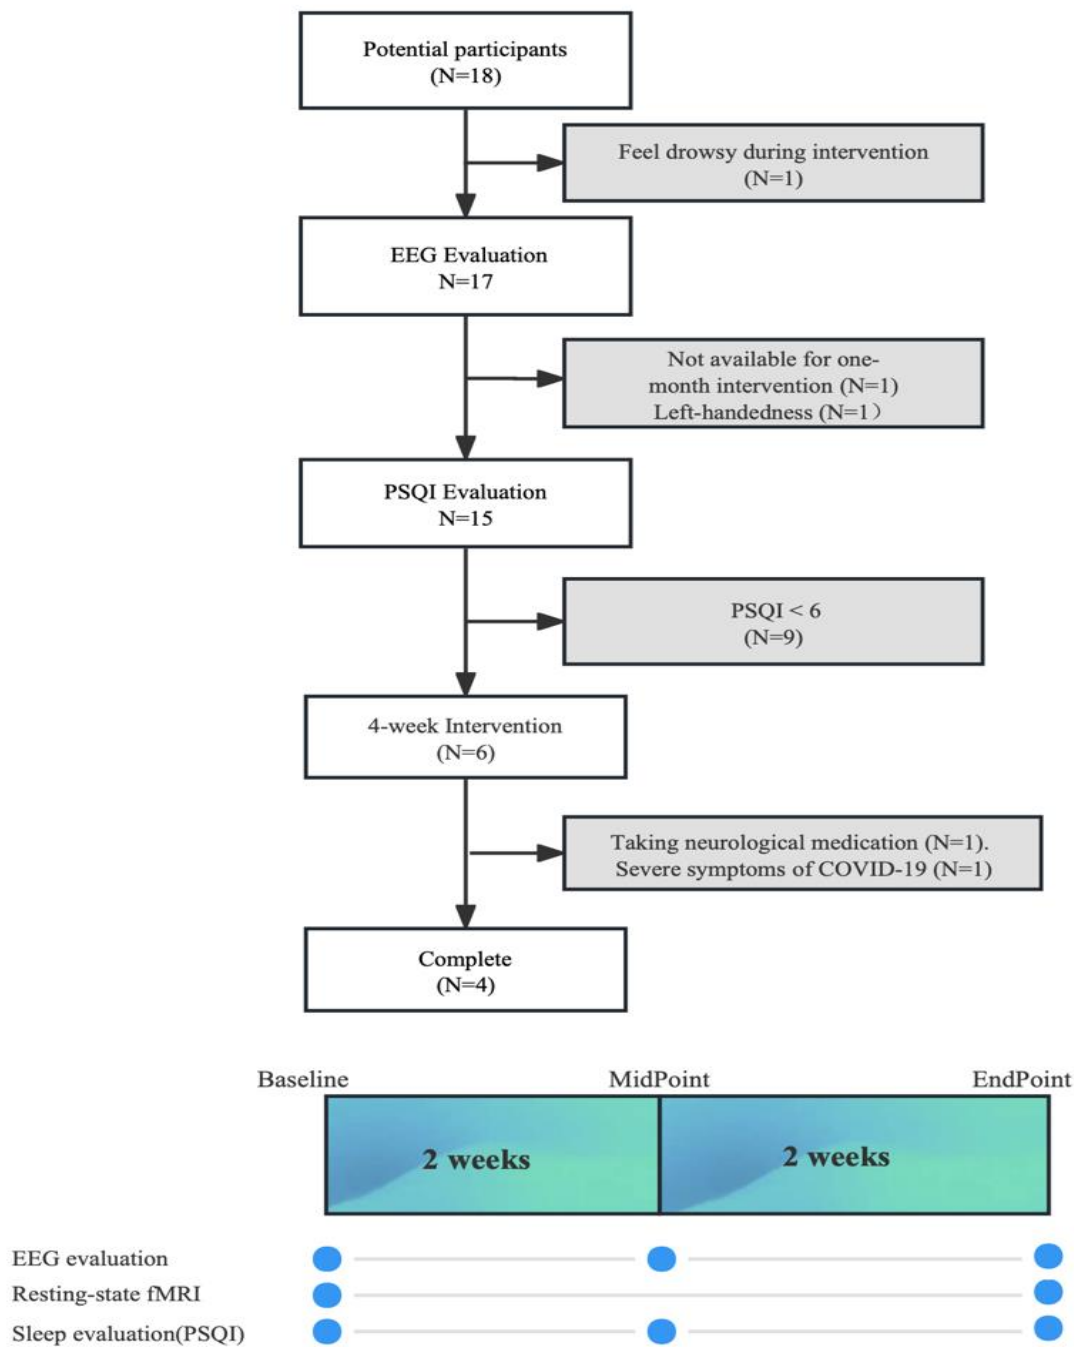 Potential participants
(N=18)
Feel drowsy during intervention
(N=1)
EEG Evaluation
N=17
Not available for one-
month intervention (N=1)
Left-handedness (N=1）
PSQI Evaluation
N=15
PSQI < 6
(N=9)
4-week Intervention
(N=6)
Taking neurological medication (N=1).
Severe symptoms of COVID-19 (N=1)
Complete
(N=4)
Baseline MidPoint EndPoint
2 weeks 2 weeks
EEG evaluation
Resting-state fMRI
Sleep evaluation(PSQI)